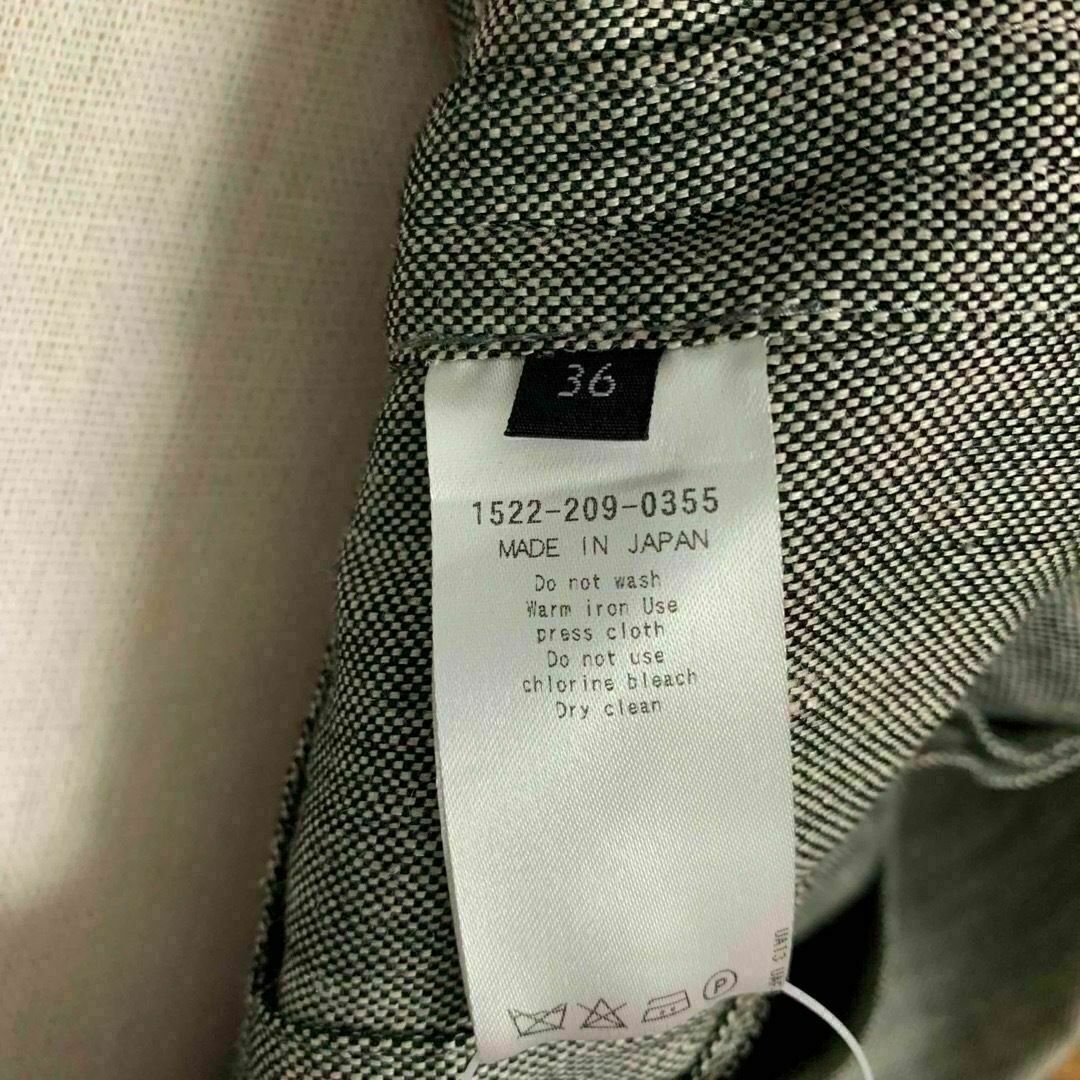 36
1522-209-0355
MADE IN JAPAN
Do not wash
Warm iron Use
press cloth
Do not use
chlorine bleach
Dry clean
P